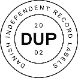 DANISH INDEPENDENT RECORD LABELS
20
DUP
02